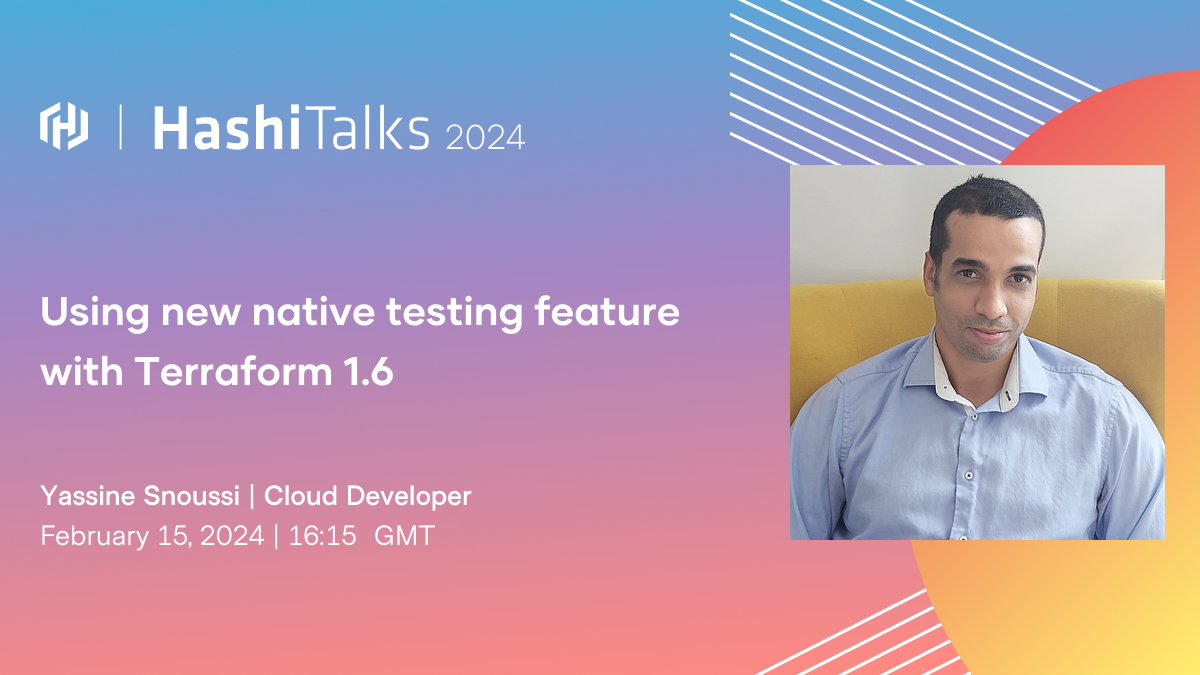 HashiTalks 2024
Using new native testing feature
with Terraform 1.6
Yassine Snoussi | Cloud Developer
February 15, 2024 | 16:15 GMT